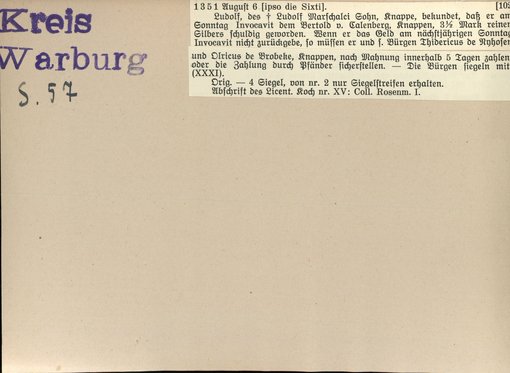 Kreis
Warburg
S. 57
1351 August 6 [ipso die Sixti]. [10
Ludolf, des † Ludolf Marschalci Sohn, Knappe, bekundet, daß er am
Sonntag Invocavit dem Bertold v. Calenberg, Knappen, 3½ Mark reinen
Silbers schuldig geworden. Wenn er das Geld am nächstjährigen Sonntag
Invocavit nicht zurückgebe, so müssen er und s. Bürgen Thidericus de Nyhosen
und Olricus de Brobeke, Knappen, nach Mahnung innerhalb 5 Tagen zahlen
oder die Zahlung durch Pfänder sicherstellen. — Die Bürgen siegeln mit
(XXXI).
Orig. — 4 Siegel, von nr. 2 nur Siegelstreifen erhalten.
Abschrift des Licent. Koch nr. XV: Coll. Rosenm. I.